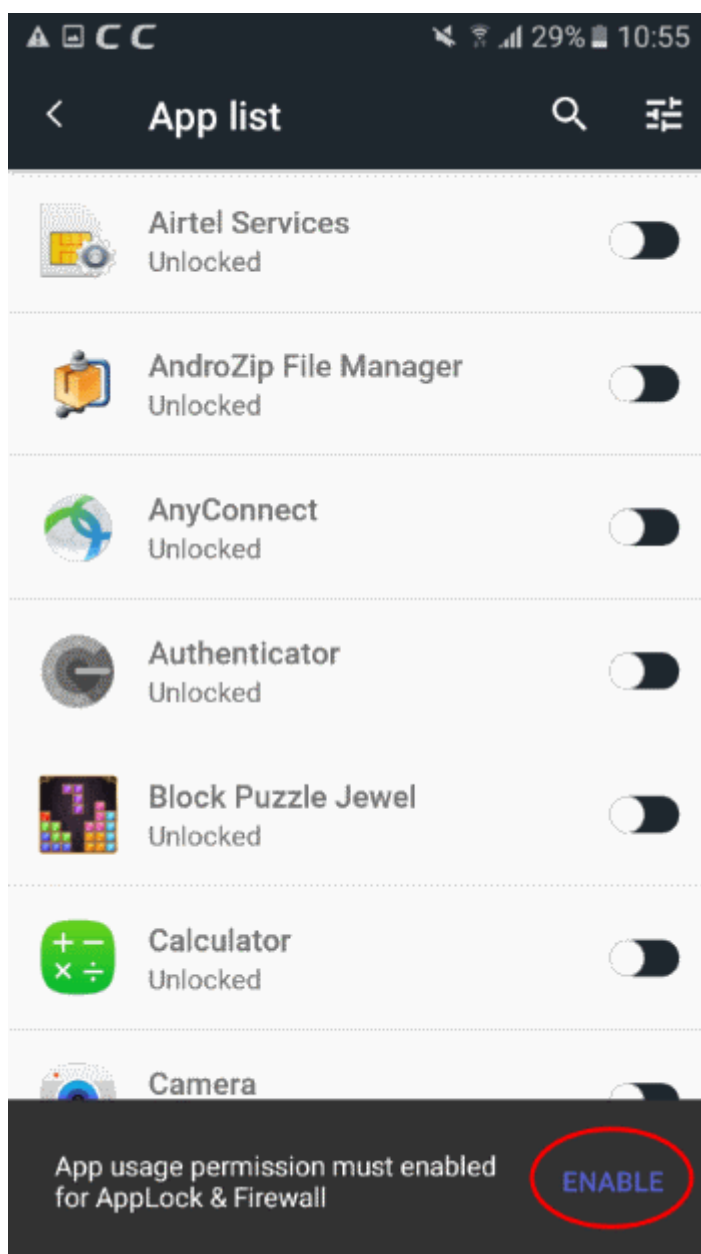 29% 10:55
App list
Airtel Services
Unlocked
AndroZip File Manager
Unlocked
AnyConnect
Unlocked
Authenticator
Unlocked
Block Puzzle Jewel
Unlocked
Calculator
Unlocked
Camera
App usage permission must enabled
for AppLock & Firewall
ENABLE